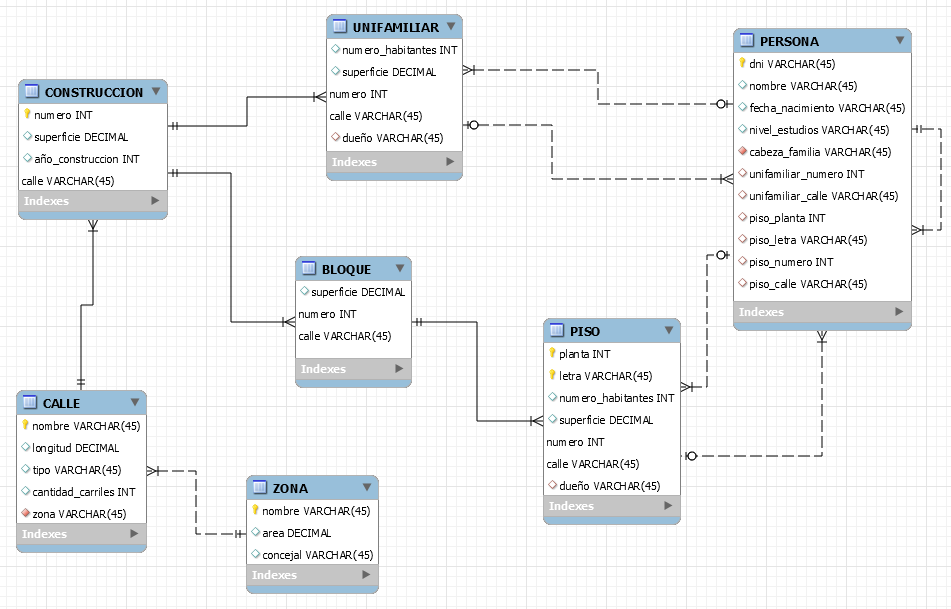 UNIFAMILIAR
numero_habitantes INT
superficie DECIMAL
numero INT
calle VARCHAR(45)
dueño VARCHAR(45)
Indexes
PERSONA
dni VARCHAR(45)
nombre VARCHAR(45)
fecha_nacimiento VARCHAR(45)
nivel_estudios VARCHAR(45)
cabeza_familia VARCHAR(45)
unifamiliar_numero INT
unifamiliar_calle VARCHAR(45)
piso_planta INT
piso_letra VARCHAR(45)
piso_numero INT
piso_calle VARCHAR(45)
Indexes
CONSTRUCCION
numero INT
superficie DECIMAL
año_construccion INT
calle VARCHAR(45)
Indexes
BLOQUE
superficie DECIMAL
numero INT
calle VARCHAR(45)
Indexes
PISO
planta INT
letra VARCHAR(45)
numero_habitantes INT
superficie DECIMAL
numero INT
calle VARCHAR(45)
dueño VARCHAR(45)
Indexes
CALLE
nombre VARCHAR(45)
longitud DECIMAL
tipo VARCHAR(45)
cantidad_carriles INT
zona VARCHAR(45)
Indexes
ZONA
nombre VARCHAR(45)
area DECIMAL
concejal VARCHAR(45)
Indexes